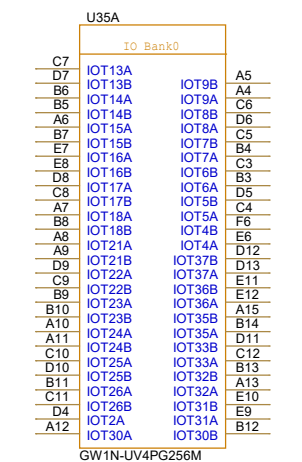 U35A
IO Bank0
C7 IOT13A
D7 IOT13B IOT9B A5
B6 IOT14A IOT9A A4
B5 IOT14B IOT8B C6
A6 IOT15A IOT8A D6
B7 IOT15B IOT7B C5
E7 IOT16A IOT7A B4
E8 IOT16B IOT6B C3
D8 IOT17A IOT6A B3
C8 IOT17B IOT5B D5
A7 IOT18A IOT5A C4
B8 IOT18B IOT4B F6
A8 IOT21A IOT4A E6
A9 IOT21B IOT37B D12
D9 IOT22A IOT37A D13
C9 IOT22B IOT36B E11
B9 IOT23A IOT36A E12
B10 IOT23B IOT35B A15
A10 IOT24A IOT35A B14
A11 IOT24B IOT33B D11
C10 IOT25A IOT33A C12
D10 IOT25B IOT32B B13
B11 IOT26A IOT32A A13
C11 IOT26B IOT31B E10
D4 IOT2A IOT31A E9
A12 IOT30A IOT30B B12
GW1N-UV4PG256M